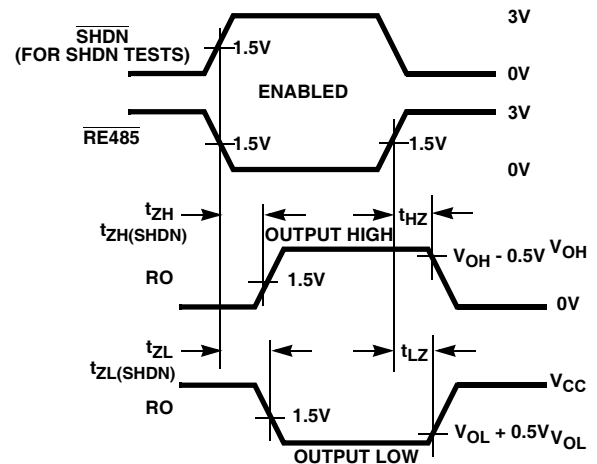 SHDN
(FOR SHDN TESTS)
1.5V
3V
0V
ENABLED
RE485
1.5V
1.5V
3V
0V
tZH
tZH(SHDN)
tHZ
OUTPUT HIGH
RO
1.5V
VOH - 0.5V
VOH
0V
tZL
tZL(SHDN)
tLZ
RO
1.5V
VCC
VOL + 0.5V
VOL
OUTPUT LOW